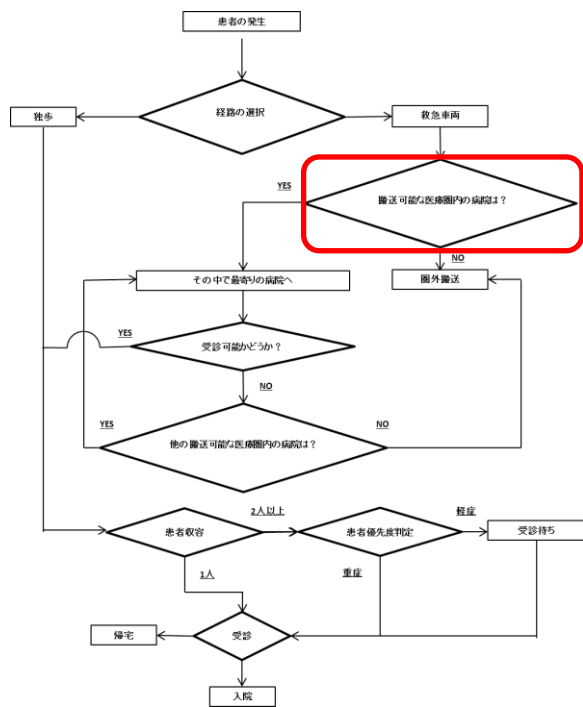 患者の発生
独歩
経路の選択
救急車両
YES
搬送可能な医療圏内の病院は？
NO
その中で最寄りの病院へ
圏外搬送
YES
受診可能かどうか？
NO
YES
NO
他の搬送可能な医療圏内の病院は？
2人以上
軽症
患者収容
患者優先度判定
受診待ち
1人
重症
帰宅
受診
入院